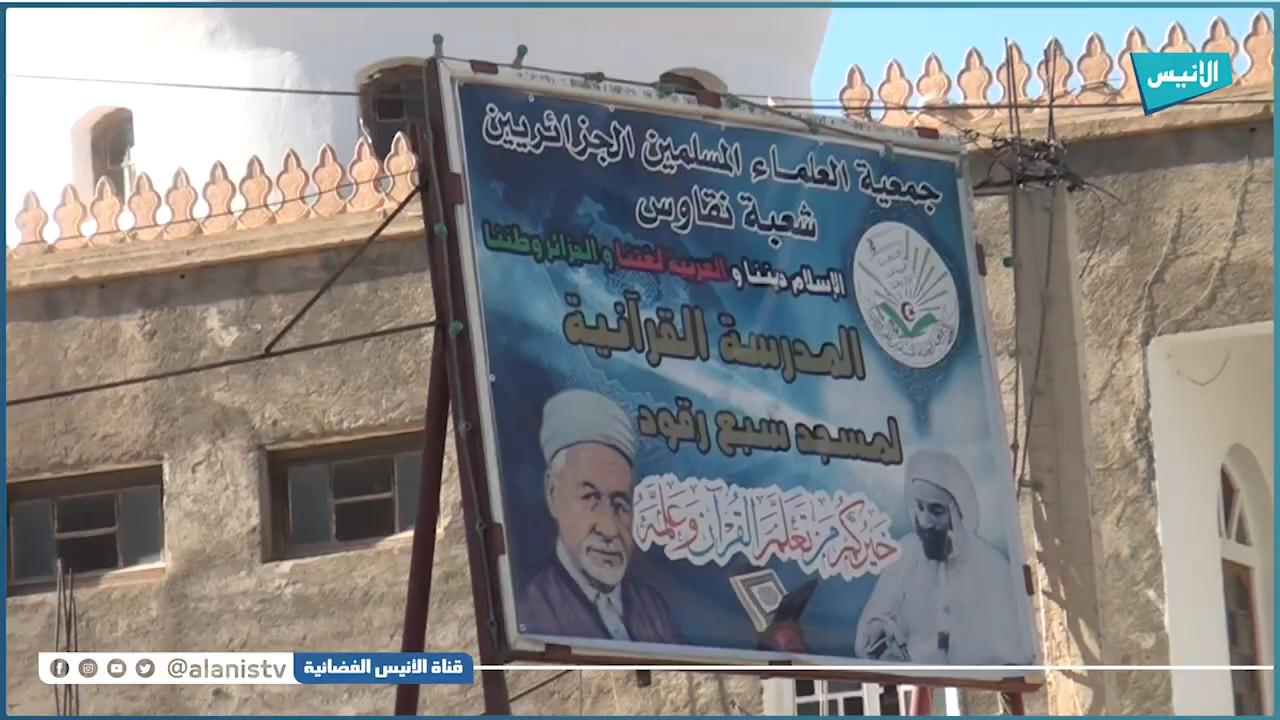 الأنيس
جمعية العلماء المسلمين الجزائريين
شعبة نقاوس
الإسلام ديننا و العربية لغتنا و الجزائر وطننا
المدرسة القرآنية
لمسجد سبع رقود
خيركم من تعلم القرآن وعلمه
@alanistv
قناة الأنيس الفضائية